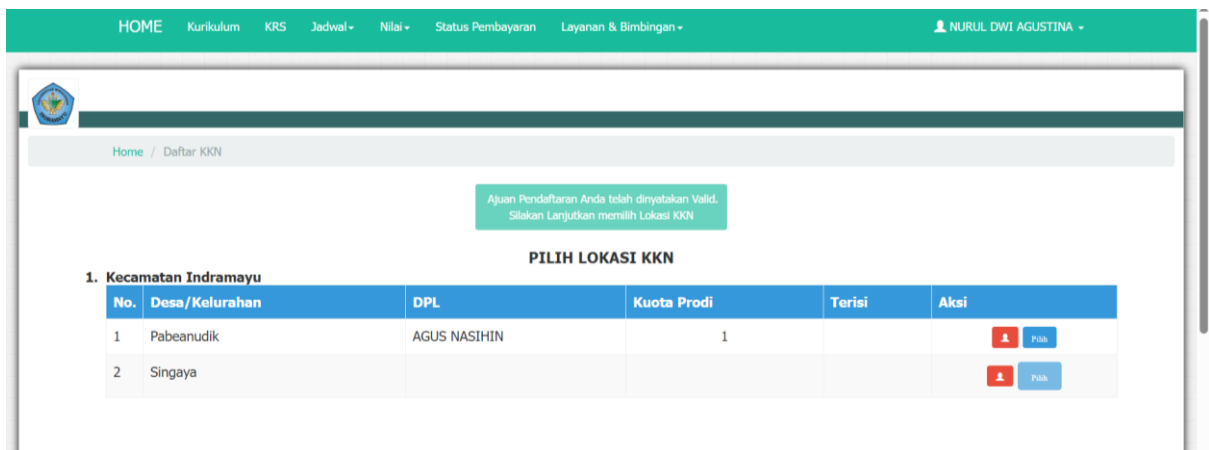 HOME Kurikulum KRS Jadwal Nilai Status Pembayaran Layanan & Bimbingan NURUL DWI AGUSTINA
Home / Daftar KKN
Ajuan Pendaftaran Anda telah dinyatakan Valid.
Silakan Lanjutkan memilih Lokasi KKN
PILIH LOKASI KKN
1. Kecamatan Indramayu
No. Desa/Kelurahan DPL Kuota Prodi Terisi Aksi
1 Pabeanudik AGUS NASIHIN 1 Pilih
2 Singaya Pilih